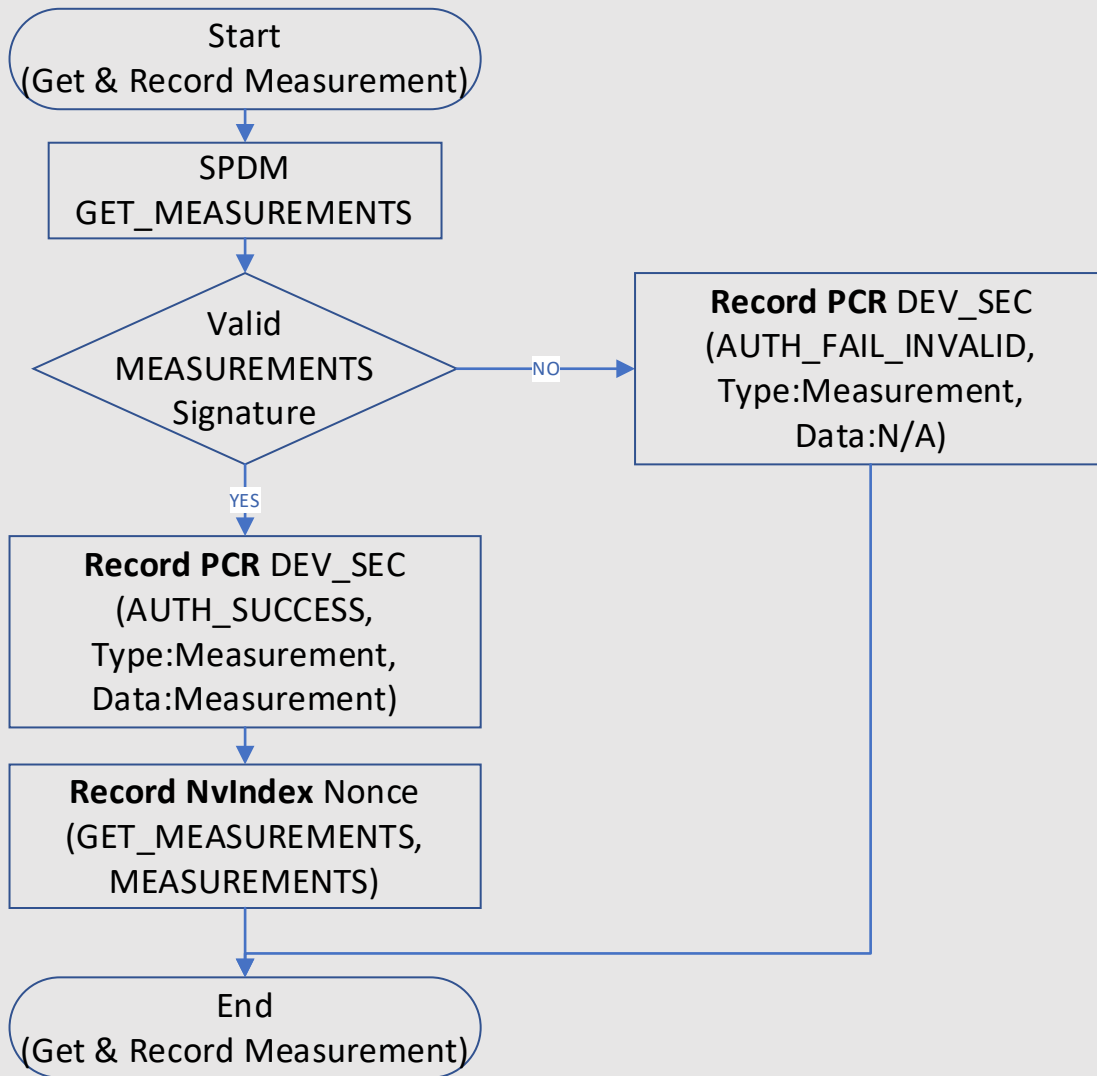 Start
(Get & Record Measurement)
SPDM
GET_MEASUREMENTS
Valid
MEASUREMENTS
Signature
NO
Record PCR DEV_SEC
(AUTH_FAIL_INVALID,
Type:Measurement,
Data:N/A)
YES
Record PCR DEV_SEC
(AUTH_SUCCESS,
Type:Measurement,
Data:Measurement)
Record NvIndex Nonce
(GET_MEASUREMENTS,
MEASUREMENTS)
End
(Get & Record Measurement)